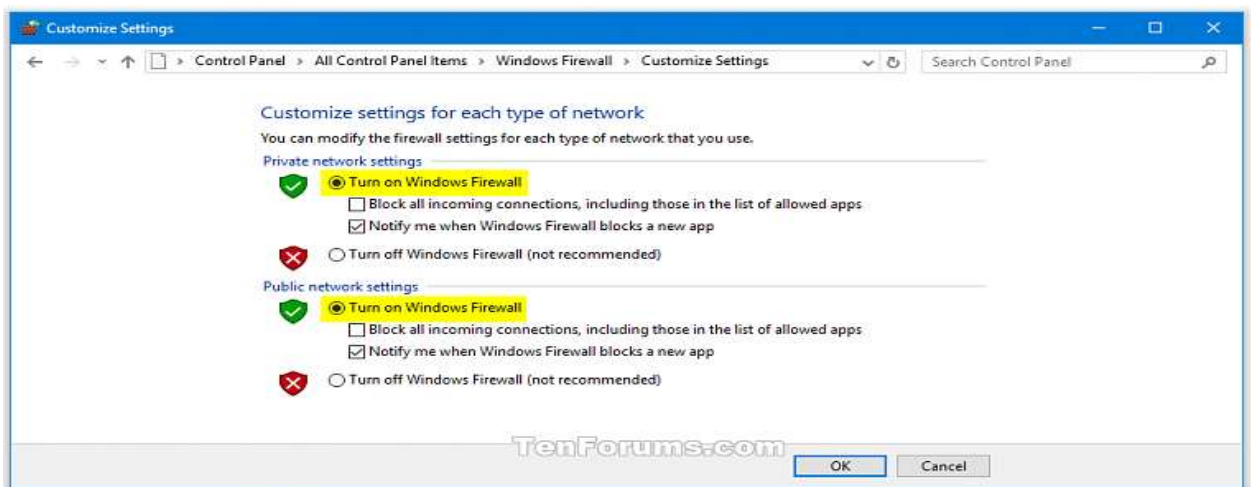 Customize Settings
Control Panel > All Control Panel Items > Windows Firewall > Customize Settings
Search Control Panel
Customize settings for each type of network
You can modify the firewall settings for each type of network that you use.
Private network settings
Turn on Windows Firewall
Block all incoming connections, including those in the list of allowed apps
Notify me when Windows Firewall blocks a new app
Turn off Windows Firewall (not recommended)
Public network settings
Turn on Windows Firewall
Block all incoming connections, including those in the list of allowed apps
Notify me when Windows Firewall blocks a new app
Turn off Windows Firewall (not recommended)
TenForums.com
OK Cancel